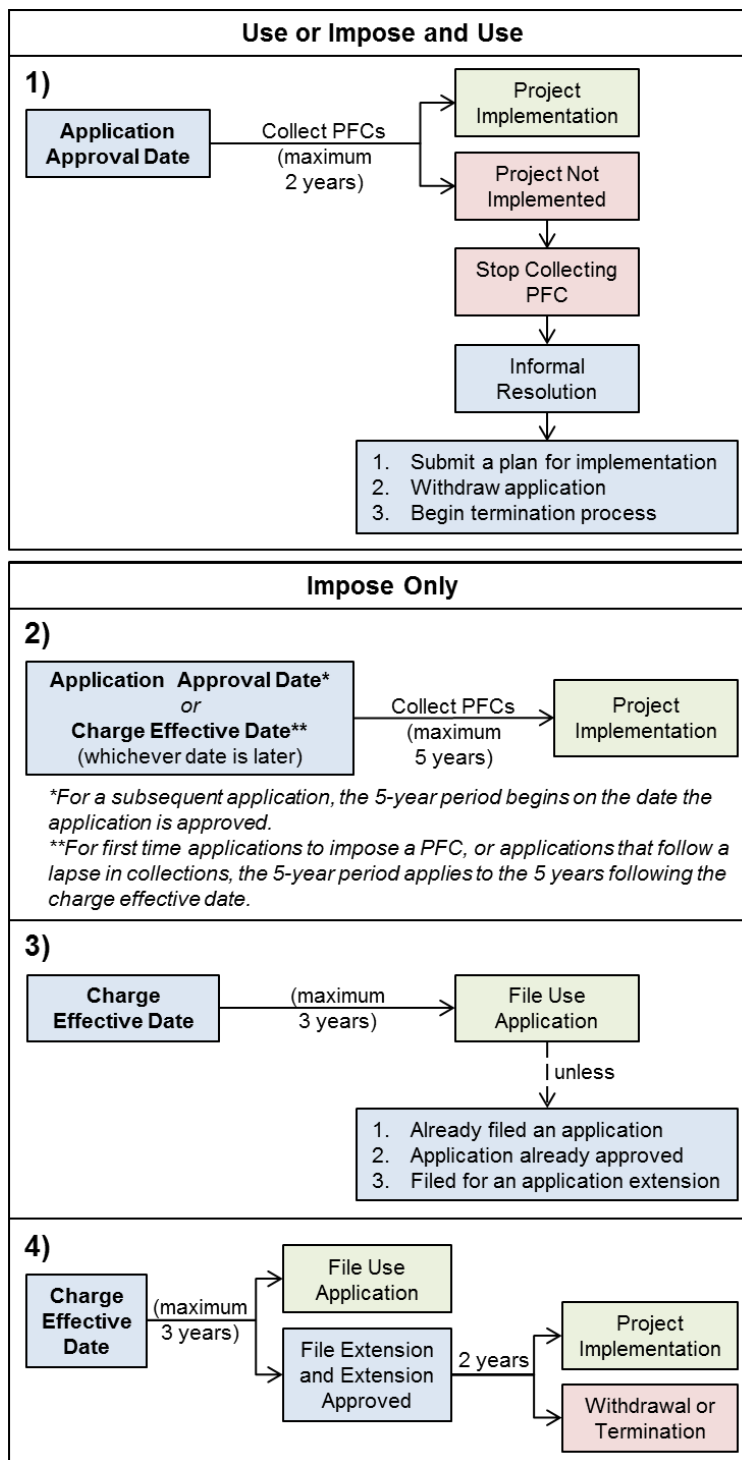 Use or Impose and Use
1)
Application
Approval Date
Collect PFCs
(maximum
2 years)
Project
Implementation
Project Not
Implemented
Stop Collecting
PFC
Informal
Resolution
1. Submit a plan for implementation
2. Withdraw application
3. Begin termination process
Impose Only
2)
Application Approval Date*
or
Charge Effective Date**
(whichever date is later)
Collect PFCs
(maximum
5 years)
Project
Implementation
*For a subsequent application, the 5-year period begins on the date the
application is approved.
**For first time applications to impose a PFC, or applications that follow a
lapse in collections, the 5-year period applies to the 5 years following the
charge effective date.
3)
Charge
Effective Date
(maximum
3 years)
File Use
Application
unless
1. Already filed an application
2. Application already approved
3. Filed for an application extension
4)
Charge
Effective
Date
(maximum
3 years)
File Use
Application
File Extension
and Extension
Approved
2 years
Project
Implementation
Withdrawal or
Termination